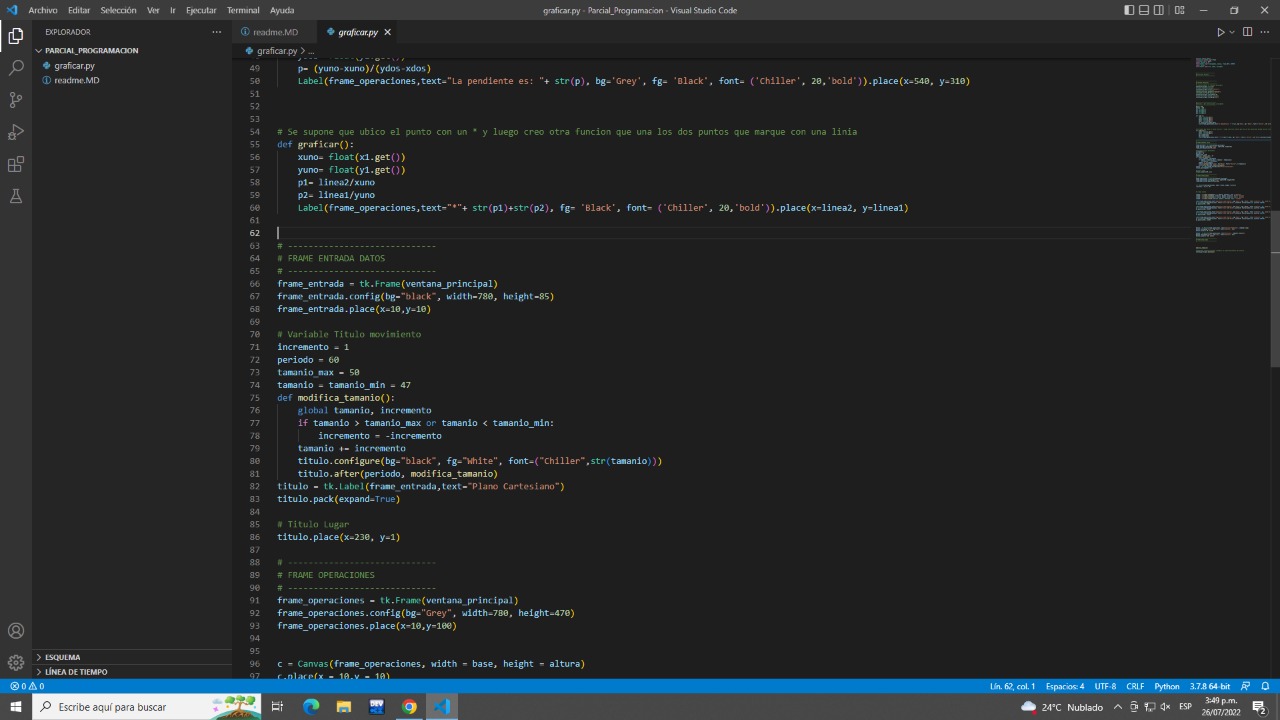 Archivo Editar Selección Ver Ir Ejecutar Terminal Ayuda
graficar.py - Parcial_Programacion - Visual Studio Code
EXPLORADOR
PARCIAL_PROGRAMACION
graficar.py
readme.MD
ESQUEMA
LÍNEA DE TIEMPO
readme.MD graficar.py
graficar.py > ...
49 p= (yuno-xuno)/(ydos-xdos)
50 Label(frame_operaciones,text="La pendiente es: " + str(p), bg='Grey', fg= 'Black', font= ('Chiller', 20,'bold')).place(x=540, y=310)
51
52
53
54 # Se supone que ubico el punto con un * y luego creo otra funcion que una los dos puntos que marque con una linia
55 def graficar():
56 xuno= float(x1.get())
57 yuno= float(y1.get())
58 p1= linea2/xuno
59 p2= linea1/yuno
60 Label(frame_operaciones,text="*"+ str(p1)+ str(p2), fg= 'Black', font= ('Chiller', 20,'bold')).place(x=linea2, y=linea1)
61
62
63 # ----------------------------
64 # FRAME ENTRADA DATOS
65 # ----------------------------
66 frame_entrada = tk.Frame(ventana_principal)
67 frame_entrada.config(bg="black", width=780, height=85)
68 frame_entrada.place(x=10,y=10)
69
70 # Variable Titulo movimiento
71 incremento = 1
72 periodo = 60
73 tamanio_max = 50
74 tamanio = tamanio_min = 47
75 def modifica_tamanio():
76 global tamanio, incremento
77 if tamanio > tamanio_max or tamanio < tamanio_min:
78 incremento = -incremento
79 tamanio += incremento
80 titulo.configure(bg="black", fg="White", font=("Chiller",str(tamanio)))
81 titulo.after(periodo, modifica_tamanio)
82 titulo = tk.Label(frame_entrada,text="Plano Cartesiano")
83 titulo.pack(expand=True)
84
85 # Titulo Lugar
86 titulo.place(x=230, y=1)
87
88 # ----------------------------
89 # FRAME OPERACIONES
90 # ----------------------------
91 frame_operaciones = tk.Frame(ventana_principal)
92 frame_operaciones.config(bg="Grey", width=780, height=470)
93 frame_operaciones.place(x=10,y=100)
94
95
96 c = Canvas(frame_operaciones, width = base, height = altura)
97 c.place(x = 10,y = 10)
0 0 Lín. 62, col. 1 Espacios: 4 UTF-8 CRLF Python 3.7.8 64-bit
Escribe aquí para buscar
DEV
24°C Nublado ESP
3:49 p.m.
26/07/2022
2